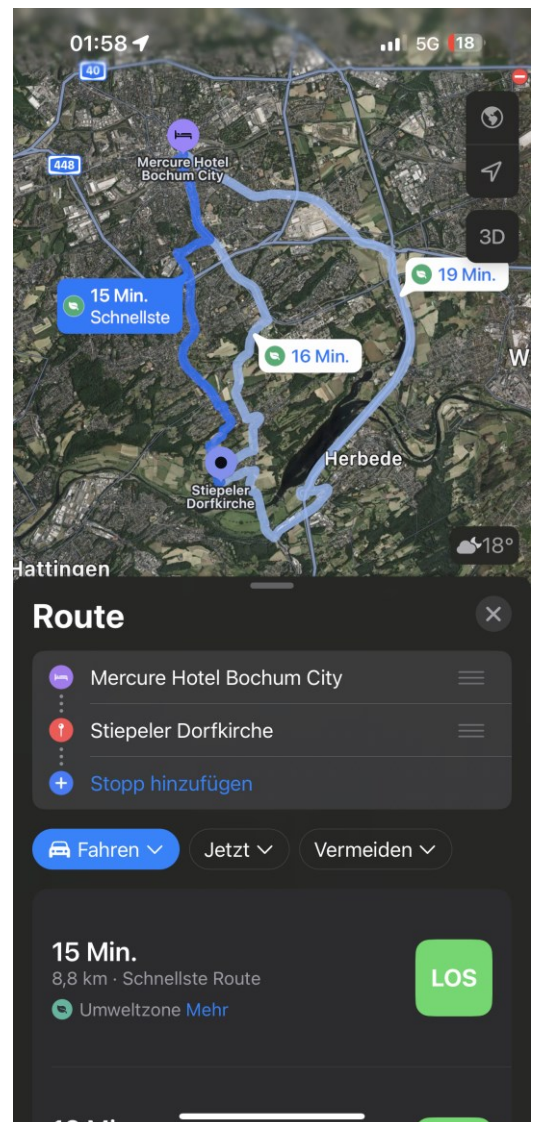 01:58
5G 18
40
448
Mercure Hotel
Bochum City
3D
19 Min.
15 Min.
Schnellste
16 Min.
W
Herbede
Stiepeler
Dorfkirche
18°
Hattingen
Route
Mercure Hotel Bochum City
Stiepeler Dorfkirche
Stopp hinzufügen
Fahren
Jetzt
Vermeiden
15 Min.
8,8 km · Schnellste Route
LOS
Umweltzone Mehr